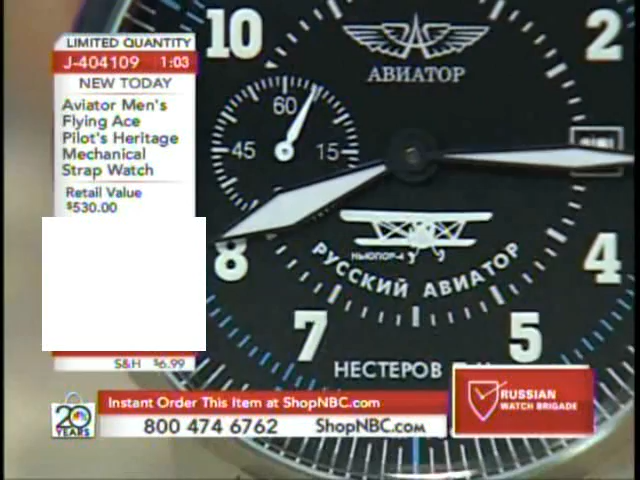 LIMITED QUANTITY
J-404109 1:03
NEW TODAY
Aviator Men's
Flying Ace
Pilot's Heritage
Mechanical
Strap Watch
Retail Value
$530.00
S&H $6.99
10
2
АВИАТОР
60
45 15
НЬЮПОР-4
8
4
РУССКИЙ АВИАТОР
7
5
НЕСТЕРОВ
20
YEARS
Instant Order This Item at ShopNBC.com
800 474 6762 ShopNBC.com
RUSSIAN
WATCH BRIGADE